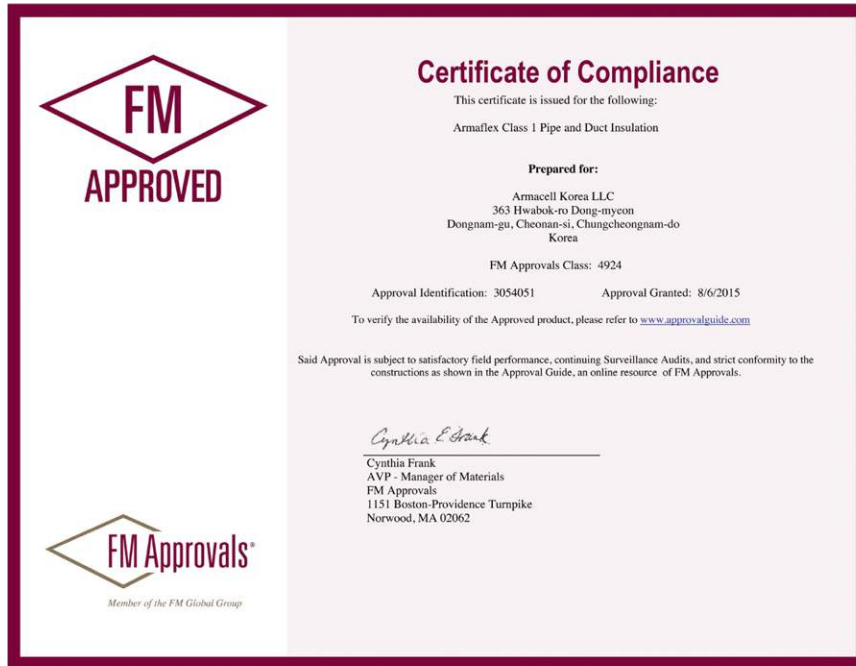 FM
APPROVED
Certificate of Compliance
This certificate is issued for the following:
Armaflex Class 1 Pipe and Duct Insulation
Prepared for:
Armacell Korea LLC
363 Hwabok-ro Dong-myeon
Dongnam-gu, Cheonan-si, Chungcheongnam-do
Korea
FM Approvals Class: 4924
Approval Identification: 3054051 Approval Granted: 8/6/2015
To verify the availability of the Approved product, please refer to www.approvalguide.com
Said Approval is subject to satisfactory field performance, continuing Surveillance Audits, and strict conformity to the
constructions as shown in the Approval Guide, an online resource of FM Approvals.
Cynthia E Frank
Cynthia Frank
AVP - Manager of Materials
FM Approvals
1151 Boston-Providence Turnpike
Norwood, MA 02062
FM Approvals®
Member of the FM Global Group